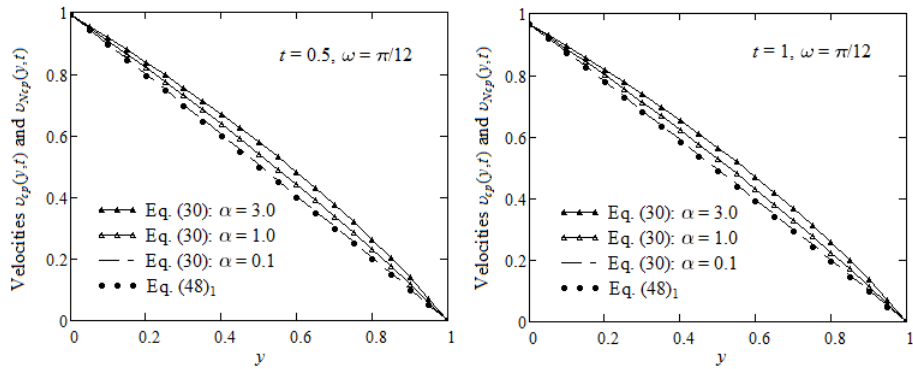 Velocities υcp(y,t) and υNcp(y,t)
1
0.8
0.6
0.4
0.2
0
t = 0.5, ω = π/12
Eq. (30): α = 3.0
Eq. (30): α = 1.0
Eq. (30): α = 0.1
Eq. (48)₁
0 0.2 0.4 0.6 0.8 1
y
Velocities υcp(y,t) and υNcp(y,t)
1
0.8
0.6
0.4
0.2
0
t = 1, ω = π/12
Eq. (30): α = 3.0
Eq. (30): α = 1.0
Eq. (30): α = 0.1
Eq. (48)₁
0 0.2 0.4 0.6 0.8 1
y